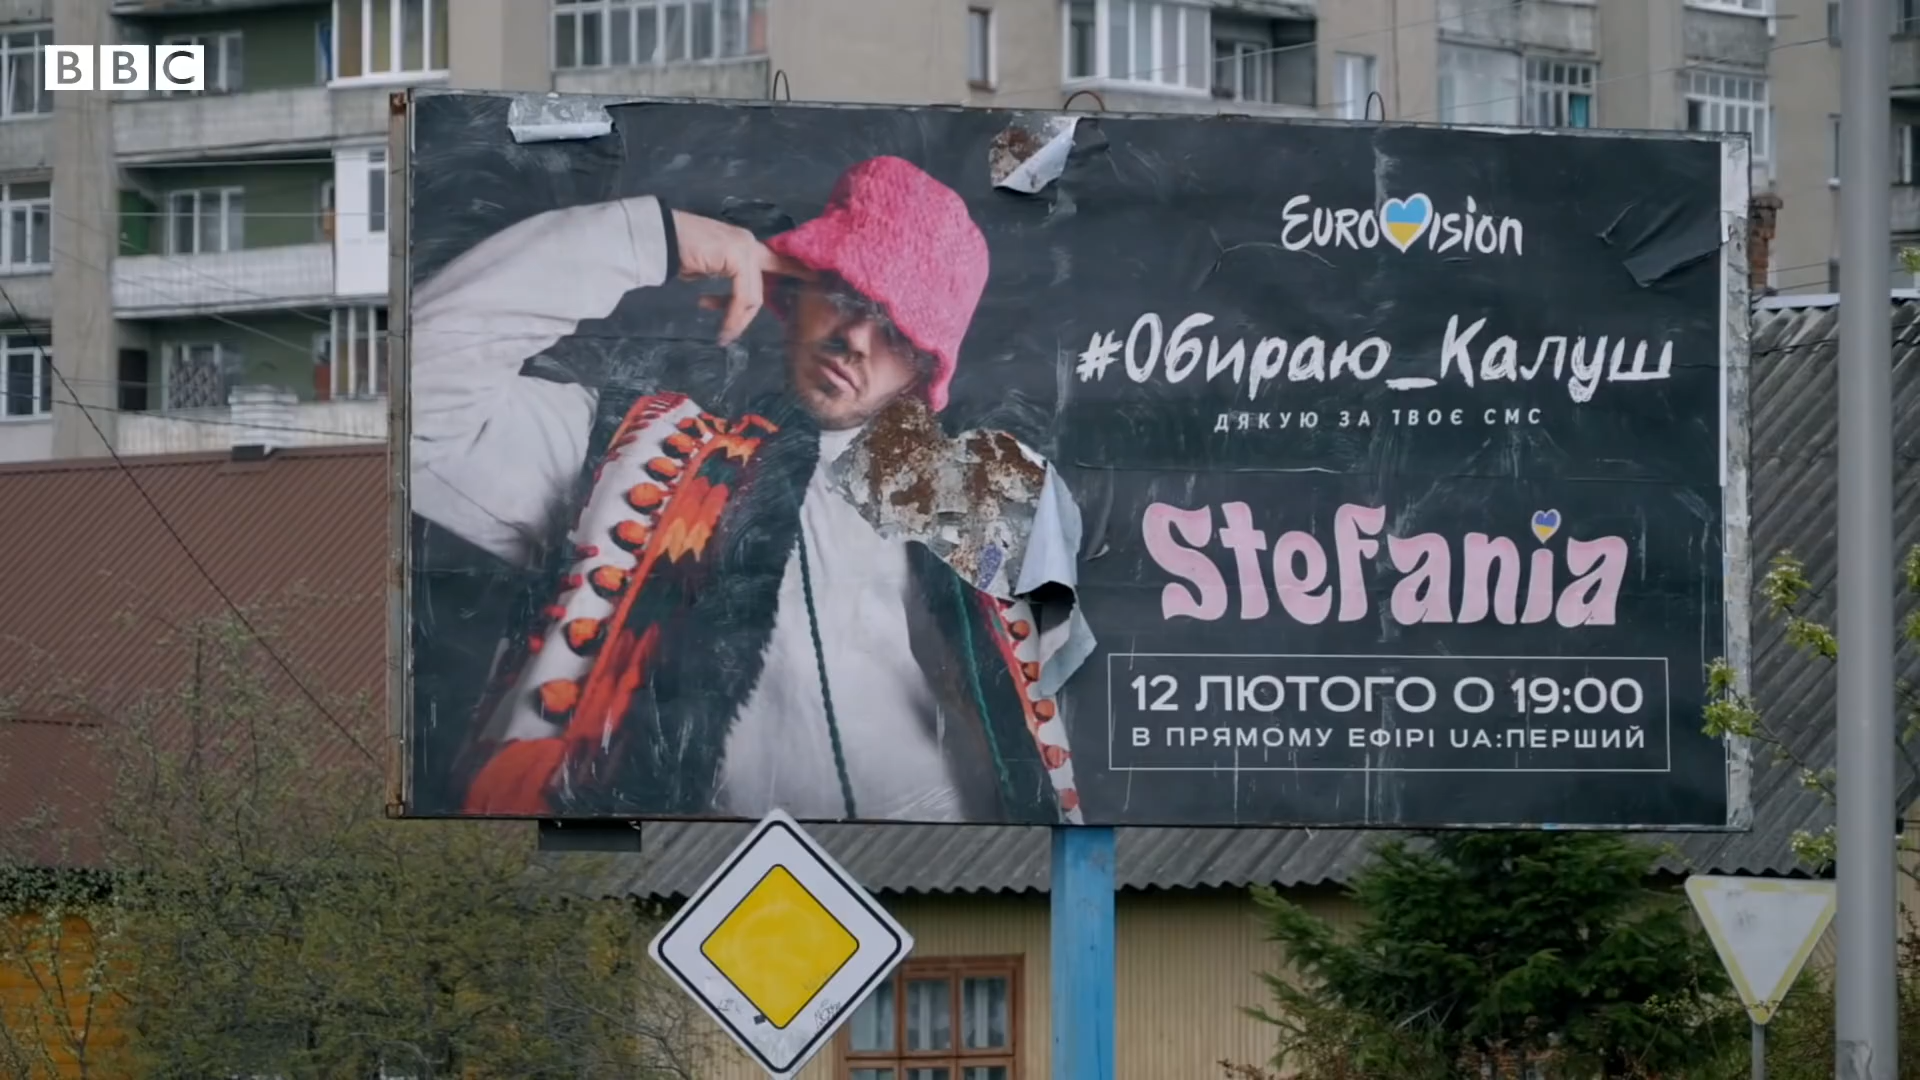 BBC
EUROVISION
#Обираю_Калуш
ДЯКУЮ ЗА ТВОЄ СМС
Stefania
12 ЛЮТОГО О 19:00
В ПРЯМОМУ ЕФІРІ UA:ПЕРШИЙ